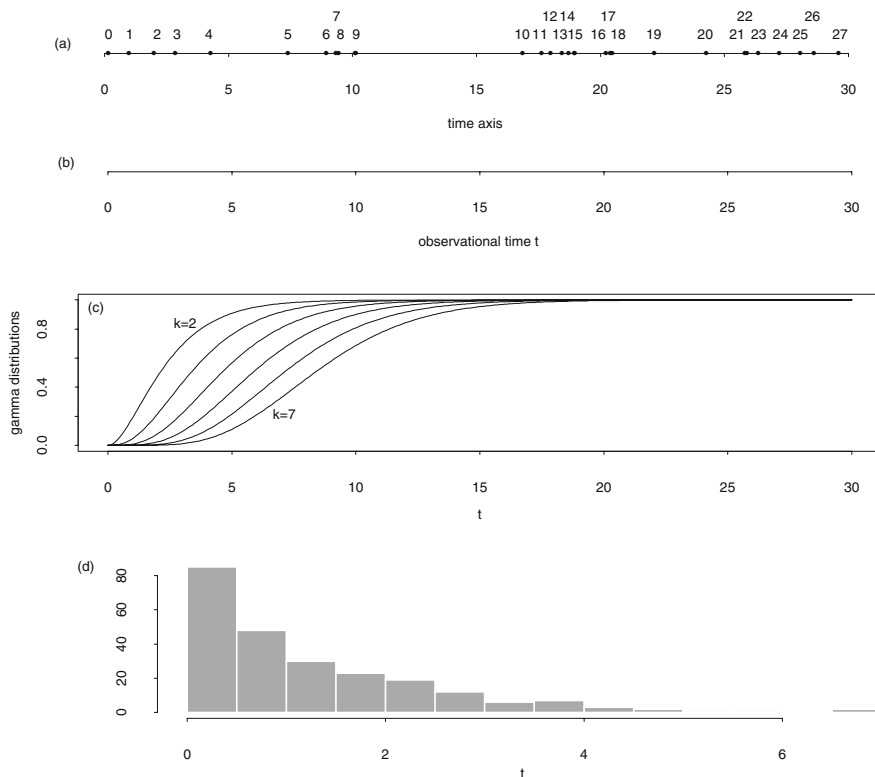 7 12 14 17 22 26
(a) 0 1 2 3 4 5 6 8 9 10 11 13 15 16 18 19 20 21 23 24 25 27
0 5 10 15 20 25 30
time axis
(b)
0 5 10 15 20 25 30
observational time t
(c)
k=2
k=7
gamma distributions
0.0 0.4 0.8
0 5 10 15 20 25 30
t
(d)
0 20 40 60 80
0 2 4 6
t